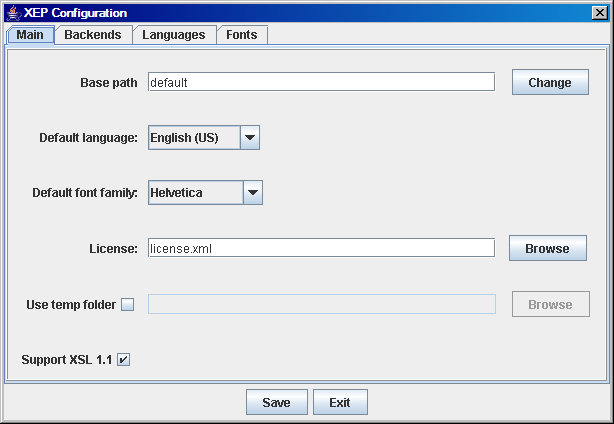 XEP Configuration
Main Backends Languages Fonts
Base path default Change
Default language: English (US)
Default font family: Helvetica
License: license.xml Browse
Use temp folder Browse
Support XSL 1.1
Save Exit